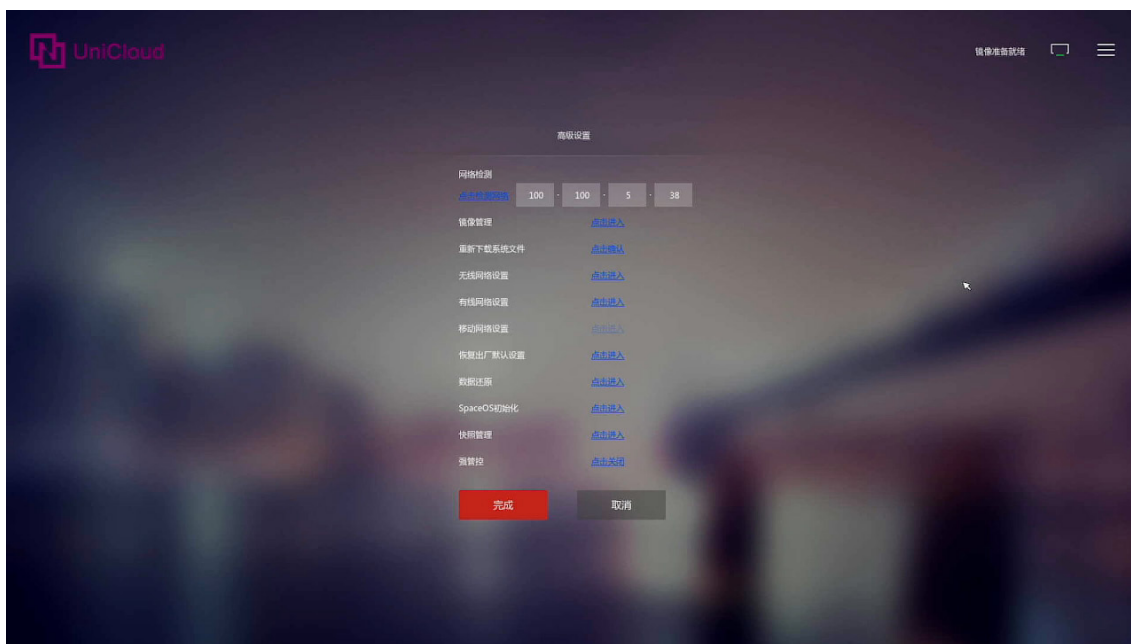 UniCloud
镜像准备就绪
高级设置
网络检测
点击检测网络 100 . 100 . 5 . 38
镜像管理 点击进入
重新下载系统文件 点击确认
无线网络设置 点击进入
有线网络设置 点击进入
移动网络设置 点击进入
恢复出厂默认设置 点击进入
数据还原 点击进入
SpaceOS初始化 点击进入
快照管理 点击进入
强管控 点击关闭
完成 取消